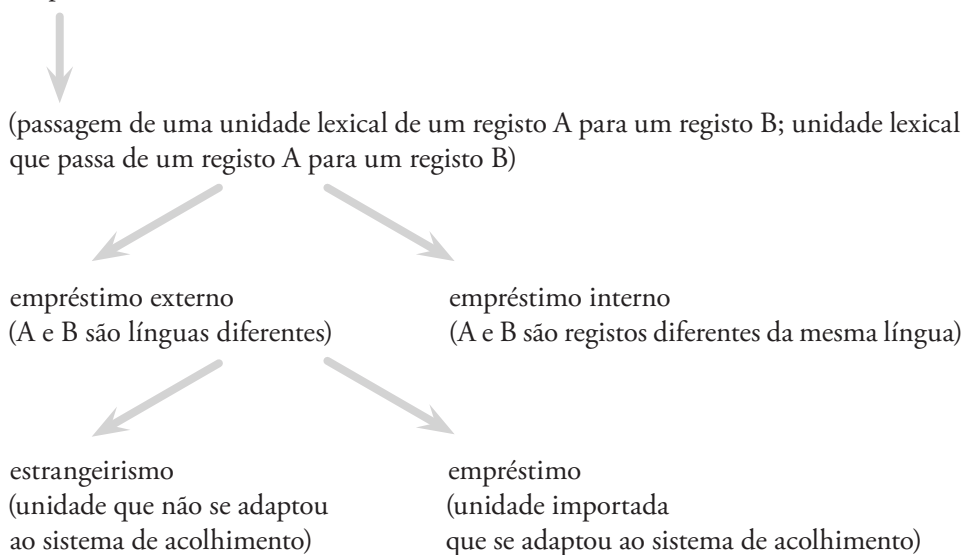 (passagem de uma unidade lexical de um registo A para um registo B; unidade lexical
que passa de um registo A para um registo B)
empréstimo externo
(A e B são línguas diferentes)
empréstimo interno
(A e B são registos diferentes da mesma língua)
estrangeirismo
(unidade que não se adaptou
ao sistema de acolhimento)
empréstimo
(unidade importada
que se adaptou ao sistema de acolhimento)